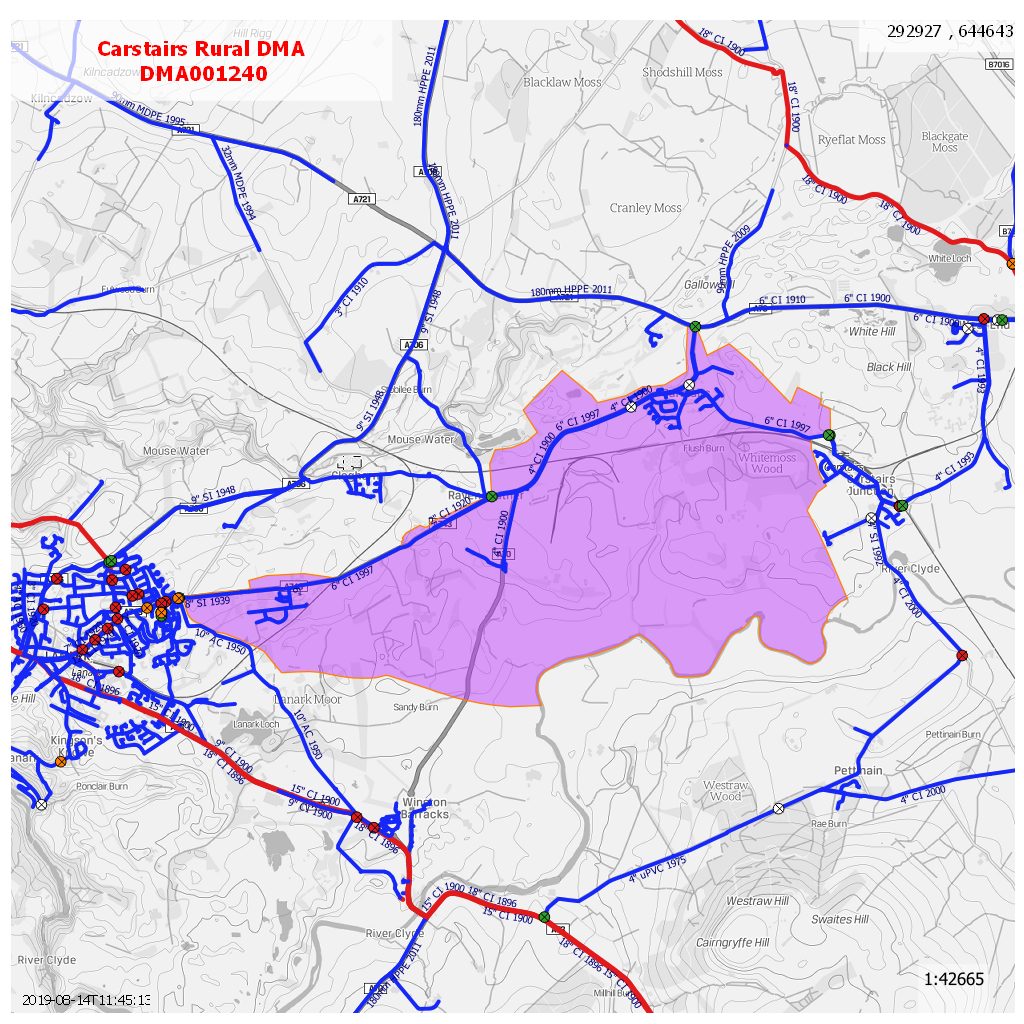 Carstairs Rural DMA
DMA001240
292927 , 644643
1:42665
2019-08-14T11:45:13
Hill Rigg
Kilncadzow
Kilncadzow
90mm MDPE 1995
A721
32mm MDPE 1994
A721
180mm HPPE 2011
A706
180mm HPPE 2011
Blacklaw Moss
Shodshill Moss
18" CI 1900
18" CI 1900
B7016
Ryeflat Moss
Blackgate
Moss
Cranley Moss
18" CI 1900
18" CI 1900
White Loch
90mm HPPE 2009
180mm HPPE 2011
A721
6" CI 1910
6" CI 1900
A70
6" CI 1900
White Hill
Black Hill
4" CI 1993
3" CI 1910
9" SI 1948
A706
9" SI 1948
Mouse Water
Mouse Water
9" SI 1948
A706
4" CI 1900
6" CI 1997
4" CI 1900
6" CI 1997
Flush Burn
Whitemoss
Wood
Carstairs
Junction
4" CI 1993
4" SI 1992
River Clyde
4" CI 2000
2" CI 1920
A743
4" CI 1900
A70
6" CI 1997
8" SI 1939
10" AC 1950
10" AC 1950
Lanark Moor
Lanark Loch
Sandy Burn
18" CI 1896
15" CI 1900
9" CI 1900
18" CI 1896
Kingson's
Knowe
Ponclair Burn
15" CI 1900
9" CI 1900
18" CI 1896
Winston
Barracks
15" CI 1900 18" CI 1896
15" CI 1900
A73
18" CI 1896 15" CI 1900
River Clyde
180mm HPPE 2011
River Clyde
Millhill Burn
4" uPVC 1975
Westraw
Wood
Pettinain
Pettinain Burn
4" CI 2000
Rae Burn
Westraw Hill
Swaites Hill
Cairngryffe Hill